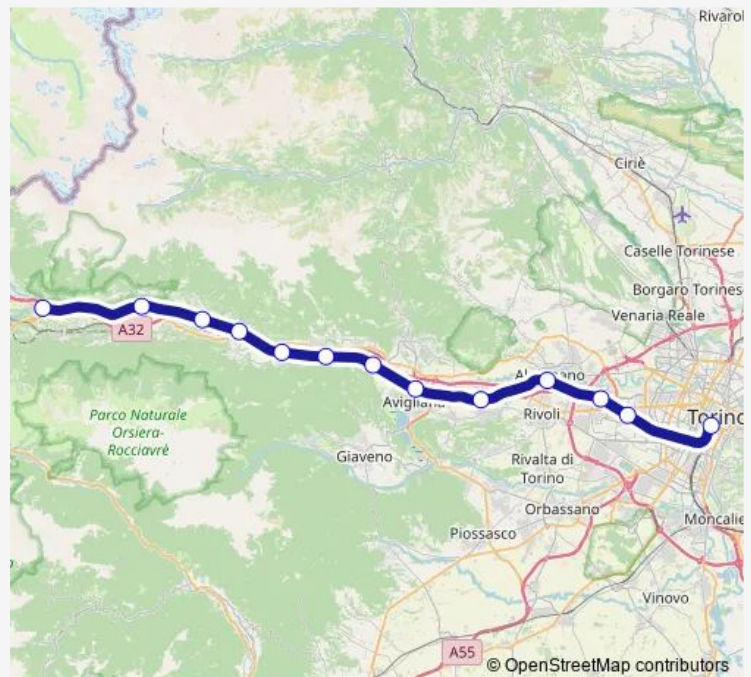 Rivarol
Ciriè
Caselle Torinese
Borgaro Torines
Venaria Reale
A32
Avigliana
Rivoli
Torino
Parco Naturale
Orsiera-
Rocciavrè
Giaveno
Rivalta di
Torino
Orbassano
Moncalie
Piossasco
Vinovo
A55
© OpenStreetMap contributors